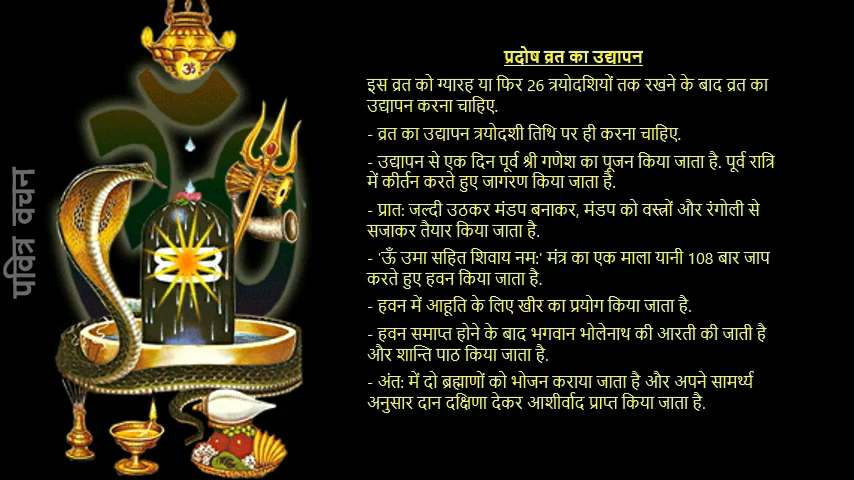 पवित्र वचन
ॐ
प्रदोष व्रत का उद्यापन
इस व्रत को ग्यारह या फिर 26 त्रयोदशियों तक रखने के बाद व्रत का
उद्यापन करना चाहिए.
- व्रत का उद्यापन त्रयोदशी तिथि पर ही करना चाहिए.
- उद्यापन से एक दिन पूर्व श्री गणेश का पूजन किया जाता है. पूर्व रात्रि
में कीर्तन करते हुए जागरण किया जाता है.
- प्रात: जल्दी उठकर मंडप बनाकर, मंडप को वस्त्रों और रंगोली से
सजाकर तैयार किया जाता है.
- 'ऊँ उमा सहित शिवाय नम:' मंत्र का एक माला यानी 108 बार जाप
करते हुए हवन किया जाता है.
- हवन में आहूति के लिए खीर का प्रयोग किया जाता है.
- हवन समाप्त होने के बाद भगवान भोलेनाथ की आरती की जाती है
और शान्ति पाठ किया जाता है.
- अंत: में दो ब्रह्माणों को भोजन कराया जाता है और अपने सामर्थ्य
अनुसार दान दक्षिणा देकर आशीर्वाद प्राप्त किया जाता है.